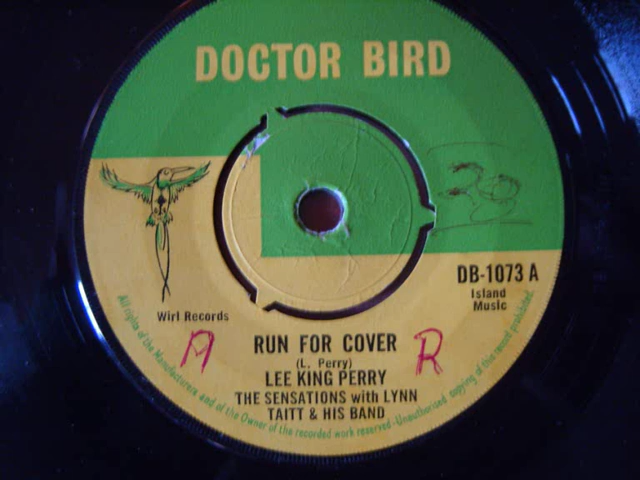 DOCTOR BIRD
38
DB-1073 A
Island
Music
Wirl Records
A
RUN FOR COVER
R
(L. Perry)
LEE KING PERRY
THE SENSATIONS with LYNN
TAITT & HIS BAND
All rights of the Manufacturers and of the Owner of the recorded work reserved-Unauthorised copying of this record prohibited.